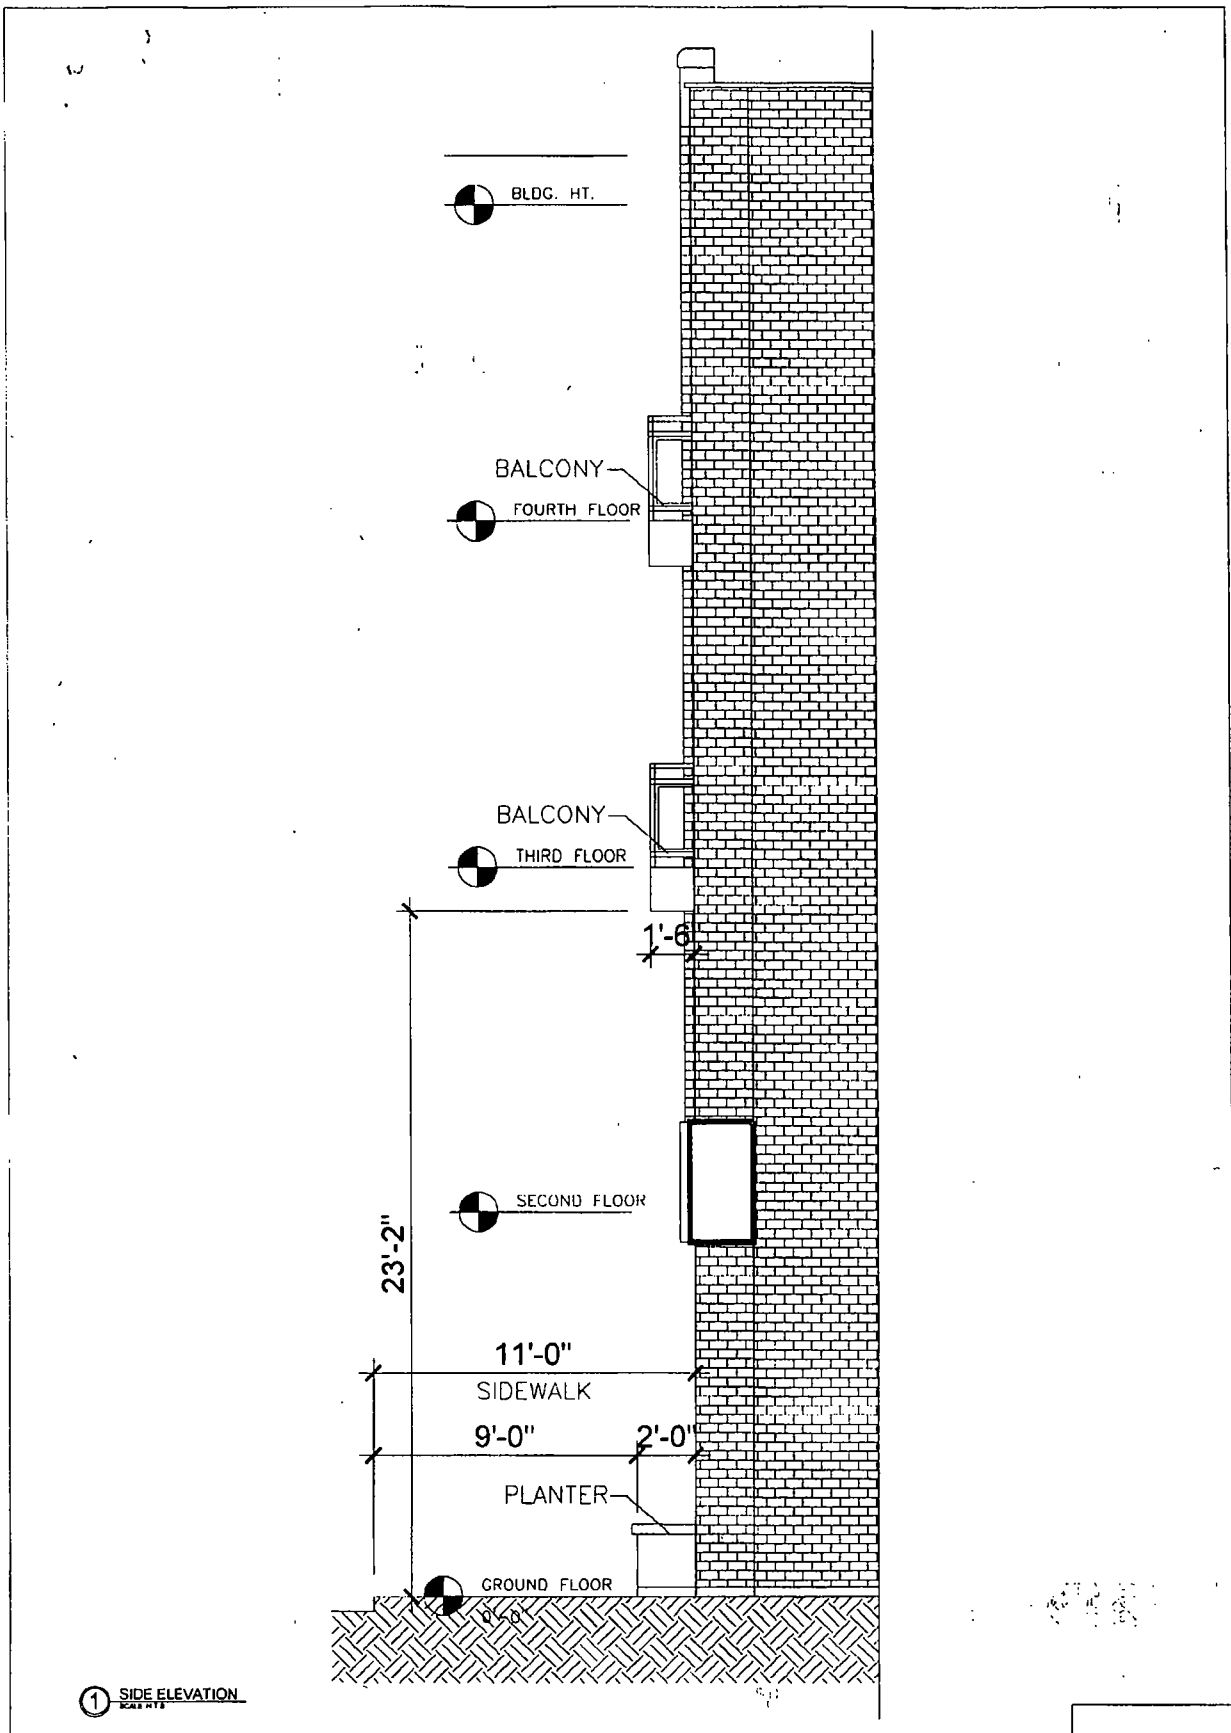 BLDG. HT.
BALCONY
FOURTH FLOOR
BALCONY
THIRD FLOOR
1'-6
SECOND FLOOR
23'-2"
11'-0"
SIDEWALK
9'-0" 2'-0"
PLANTER
GROUND FLOOR
0'-0"
1 SIDE ELEVATION
SCALE N T S